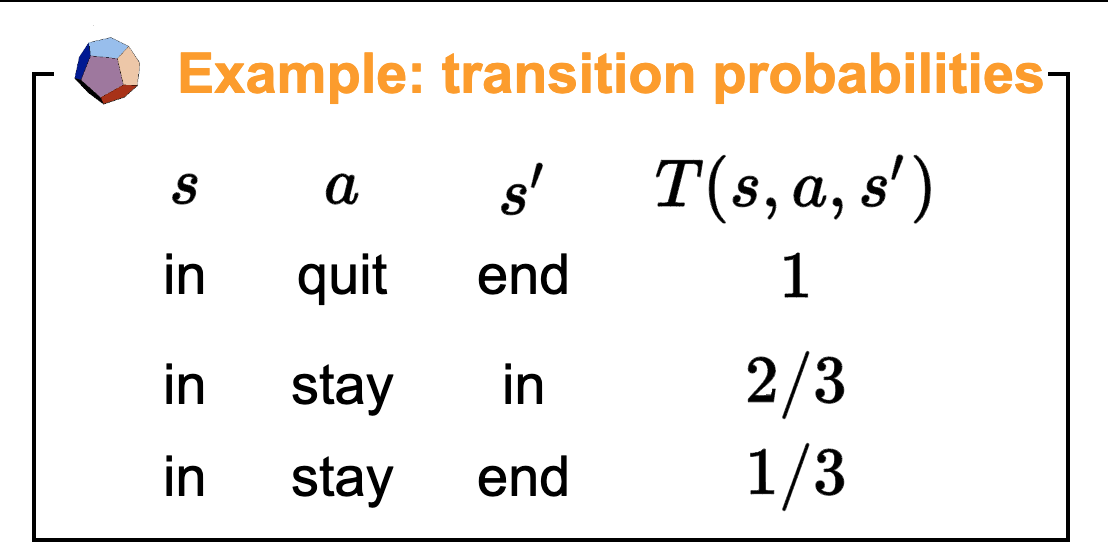 Example: transition probabilities
s a s′ T(s, a, s′)
in quit end 1
in stay in 2/3
in stay end 1/3